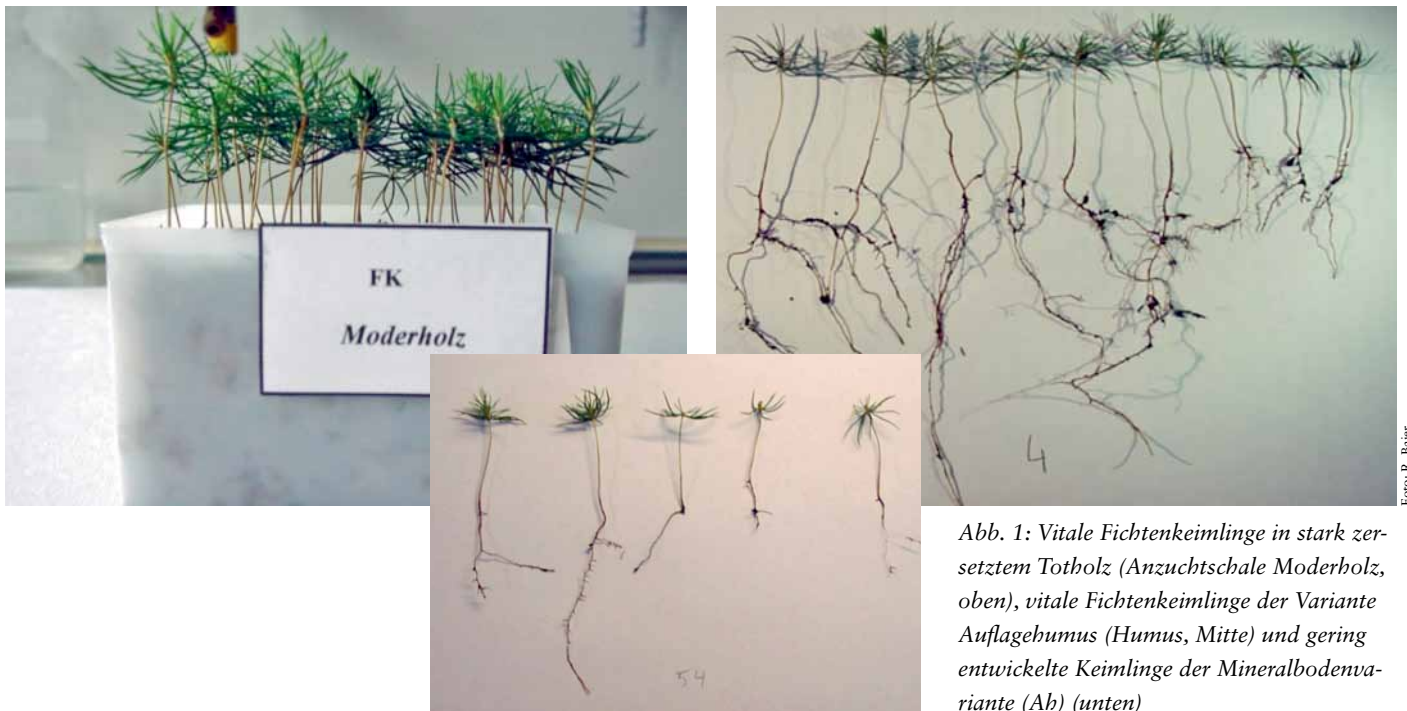 FK
Moderholz
4
54
Foto: R. Baier
Abb. 1: Vitale Fichtenkeimlinge in stark zer-
setztem Totholz (Anzuchtschale Moderholz,
oben), vitale Fichtenkeimlinge der Variante
Auflagehumus (Humus, Mitte) und gering
entwickelte Keimlinge der Mineralbodenva-
riante (Ah) (unten)